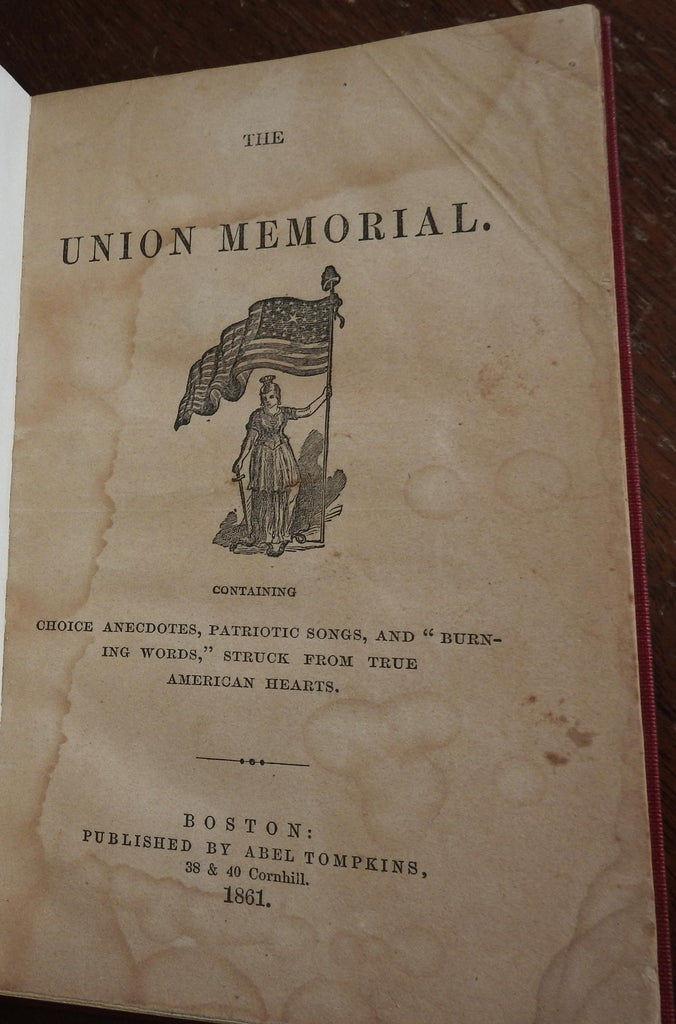 THE
UNION MEMORIAL.
CONTAINING
CHOICE ANECDOTES, PATRIOTIC SONGS, AND “ BURN-
ING WORDS,” STRUCK FROM TRUE
AMERICAN HEARTS.
BOSTON:
PUBLISHED BY ABEL TOMPKINS,
38 & 40 Cornhill.
1861.